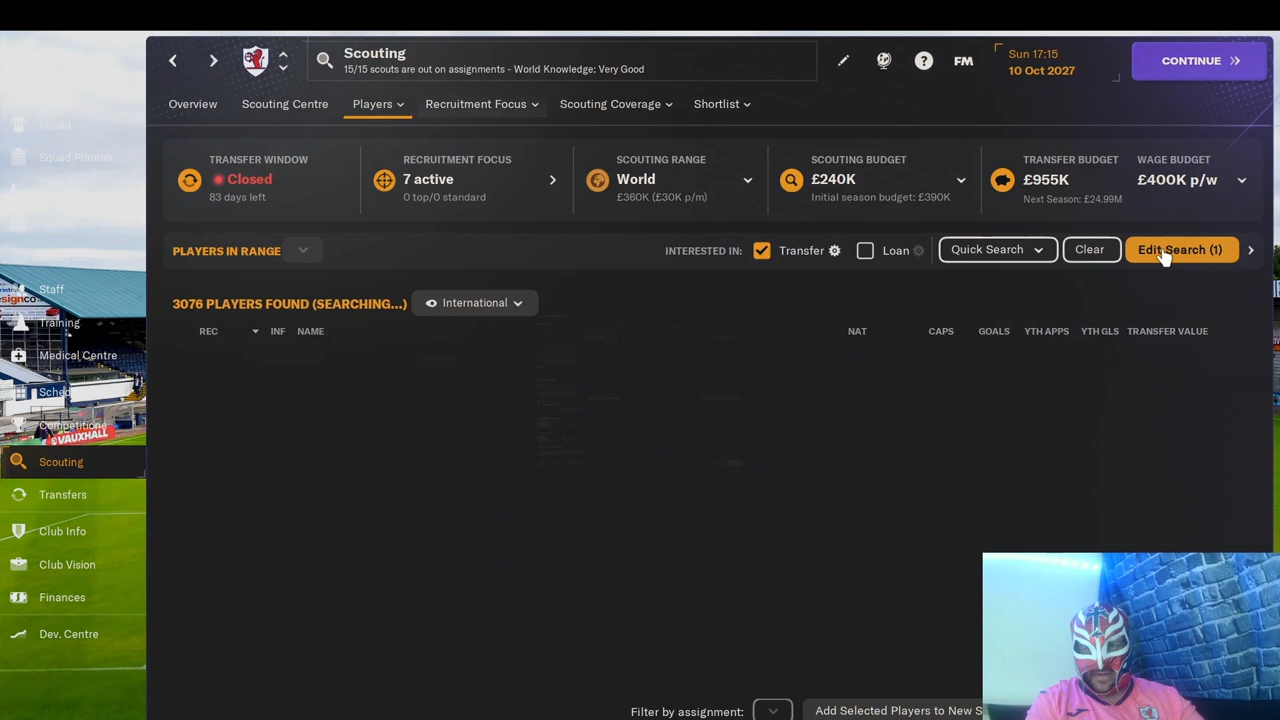 Scouting
15/15 scouts are out on assignments - World Knowledge: Very Good
FM
Sun 17:15
10 Oct 2027
CONTINUE
Overview
Scouting Centre
Players
Recruitment Focus
Scouting Coverage
Shortlist
TRANSFER WINDOW
Closed
83 days left
RECRUITMENT FOCUS
7 active
0 top/0 standard
SCOUTING RANGE
World
£360K (£30K p/m)
SCOUTING BUDGET
£240K
Initial season budget: £390K
TRANSFER BUDGET
£955K
Next Season: £24.99M
WAGE BUDGET
£400K p/w
PLAYERS IN RANGE
INTERESTED IN:
Transfer
Loan
Quick Search
Clear
Edit Search (1)
3076 PLAYERS FOUND (SEARCHING...)
International
REC
INF
NAME
NAT
CAPS
GOALS
YTH APPS
YTH GLS
TRANSFER VALUE
Squad
Squad Planner
Staff
Training
Medical Centre
Sched
Competitions
VAUXHALL
Scouting
Transfers
Club Info
Club Vision
Finances
Dev. Centre
Filter by assignment:
Add Selected Players to New S